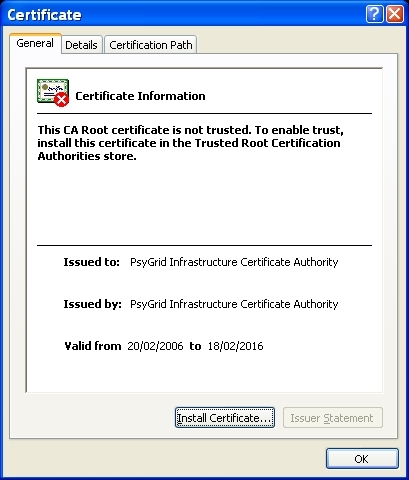 Certificate
General Details Certification Path
Certificate Information
This CA Root certificate is not trusted. To enable trust,
install this certificate in the Trusted Root Certification
Authorities store.
Issued to: PsyGrid Infrastructure Certificate Authority
Issued by: PsyGrid Infrastructure Certificate Authority
Valid from 20/02/2006 to 18/02/2016
Install Certificate... Issuer Statement
OK